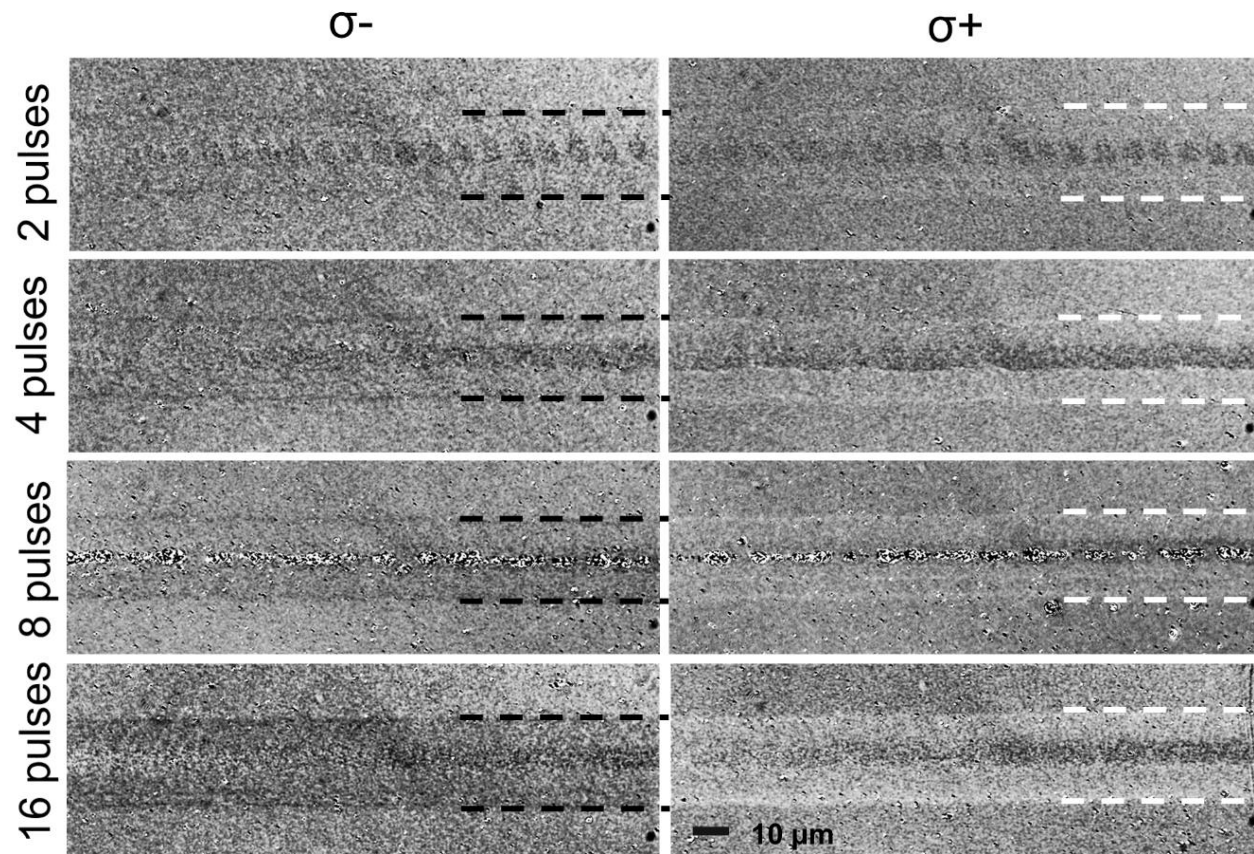 σ- σ+
2 pulses
4 pulses
8 pulses
16 pulses
10 µm